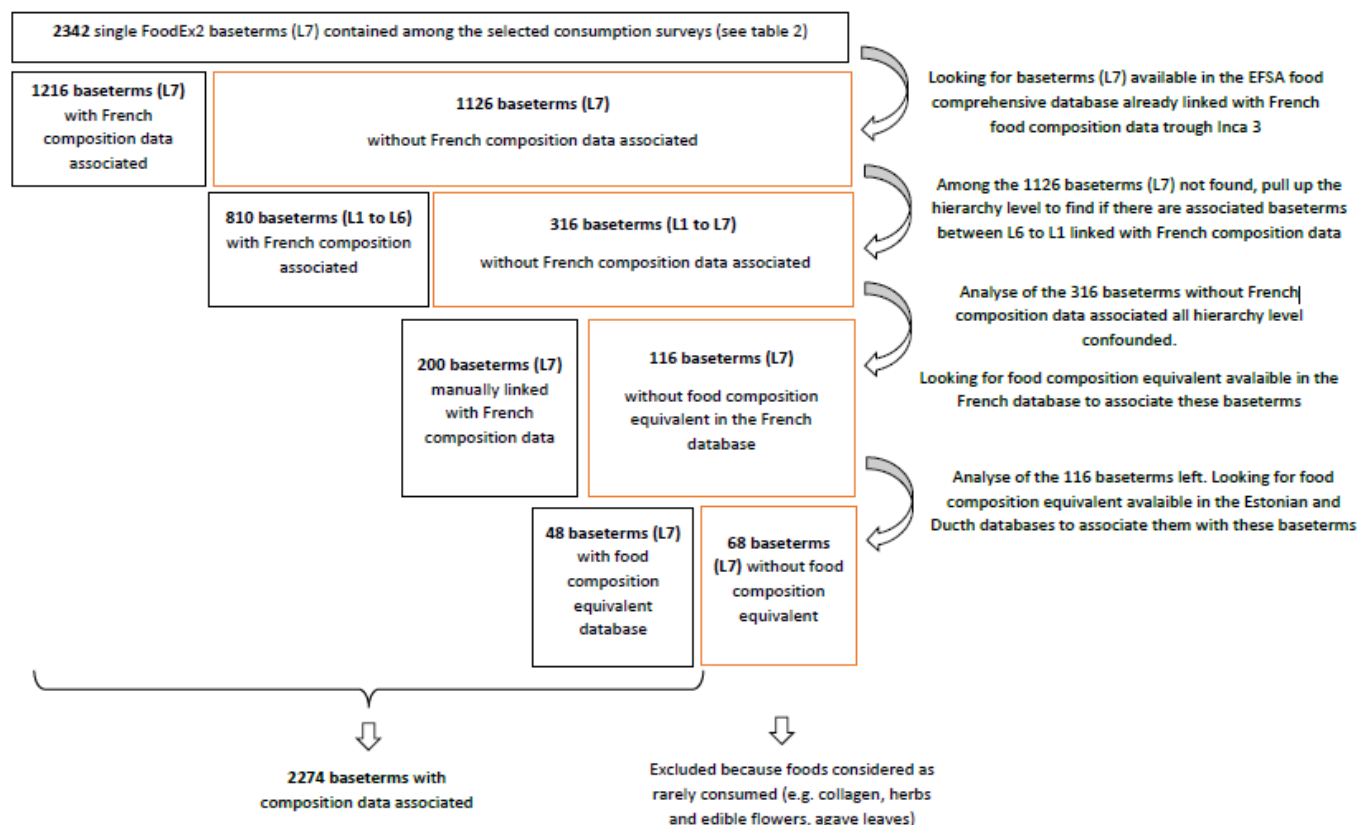 2342 single FoodEx2 baseterms (L7) contained among the selected consumption surveys (see table 2)
Looking for baseterms (L7) available in the EFSA food
comprehensive database already linked with French
food composition data trough Inca 3
1216 baseterms (L7)
with French
composition data
associated
1126 baseterms (L7)
without French composition data associated
Among the 1126 baseterms (L7) not found, pull up the
hierarchy level to find if there are associated baseterms
between L6 to L1 linked with French composition data
810 baseterms (L1 to L6)
with French composition
associated
316 baseterms (L1 to L7)
without French composition data associated
Analyse of the 316 baseterms without French
composition data associated all hierarchy level
confounded.
Looking for food composition equivalent avalaible in the
French database to associate these baseterms
200 baseterms (L7)
manually linked
with French
composition data
116 baseterms (L7)
without food composition
equivalent in the French
database
Analyse of the 116 baseterms left. Looking for food
composition equivalent avalaible in the Estonian and
Ducth databases to associate them with these baseterms
48 baseterms (L7)
with food
composition
equivalent
database
68 baseterms
(L7) without food
composition
equivalent
2274 baseterms with
composition data associated
Excluded because foods considered as
rarely consumed (e.g. collagen, herbs
and edible flowers, agave leaves)